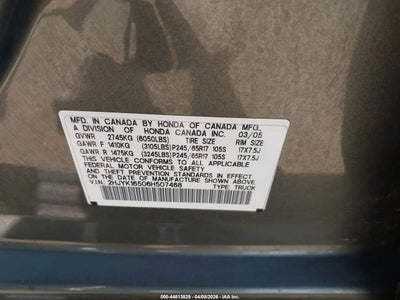 MFD. IN CANADA BY HONDA OF CANADA MFG.,
A DIVISION OF HONDA CANADA INC. 03/05
GVWR 2745KG (6050LBS) TIRE SIZE RIM SIZE
GAWR F 1410KG (3105LBS) P245/65R17 105S 17X7.5J
GAWR R 1475KG (3245LBS) P245/65R17 105S 17X7.5J
THIS VEHICLE CONFORMS TO ALL APPLICABLE
FEDERAL MOTOR VEHICLE SAFETY
AND THEFT PREVENTION STANDARDS IN EFFECT
ON THE DATE OF MANUFACTURE SHOWN ABOVE.
V.I.N. 2HJYK16506H507468 TYPE: TRUCK
000-44813829 - 04/08/2026 - IAA Inc.